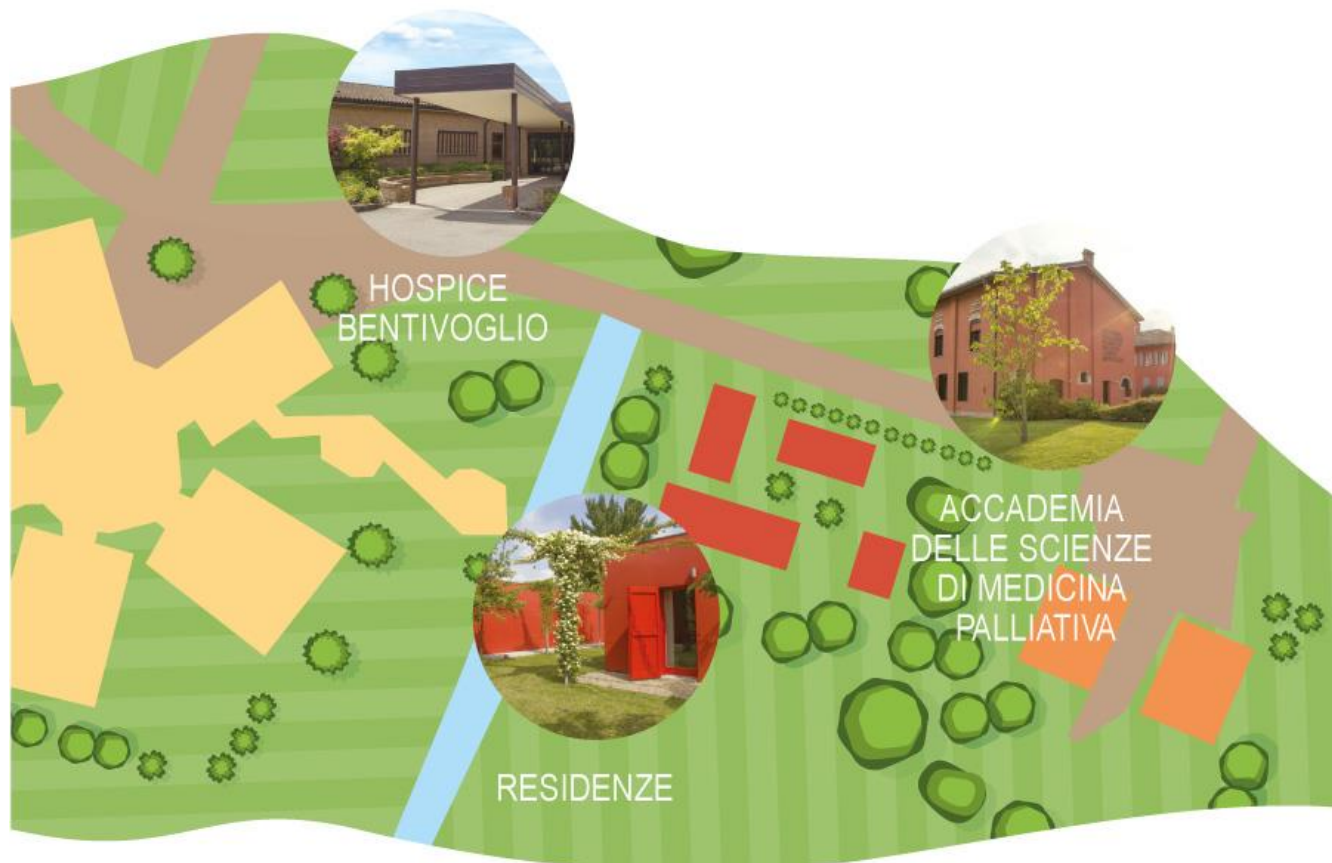 HOSPICE
BENTIVOGLIO
ACCADEMIA
DELLE SCIENZE
DI MEDICINA
PALLIATIVA
RESIDENZE